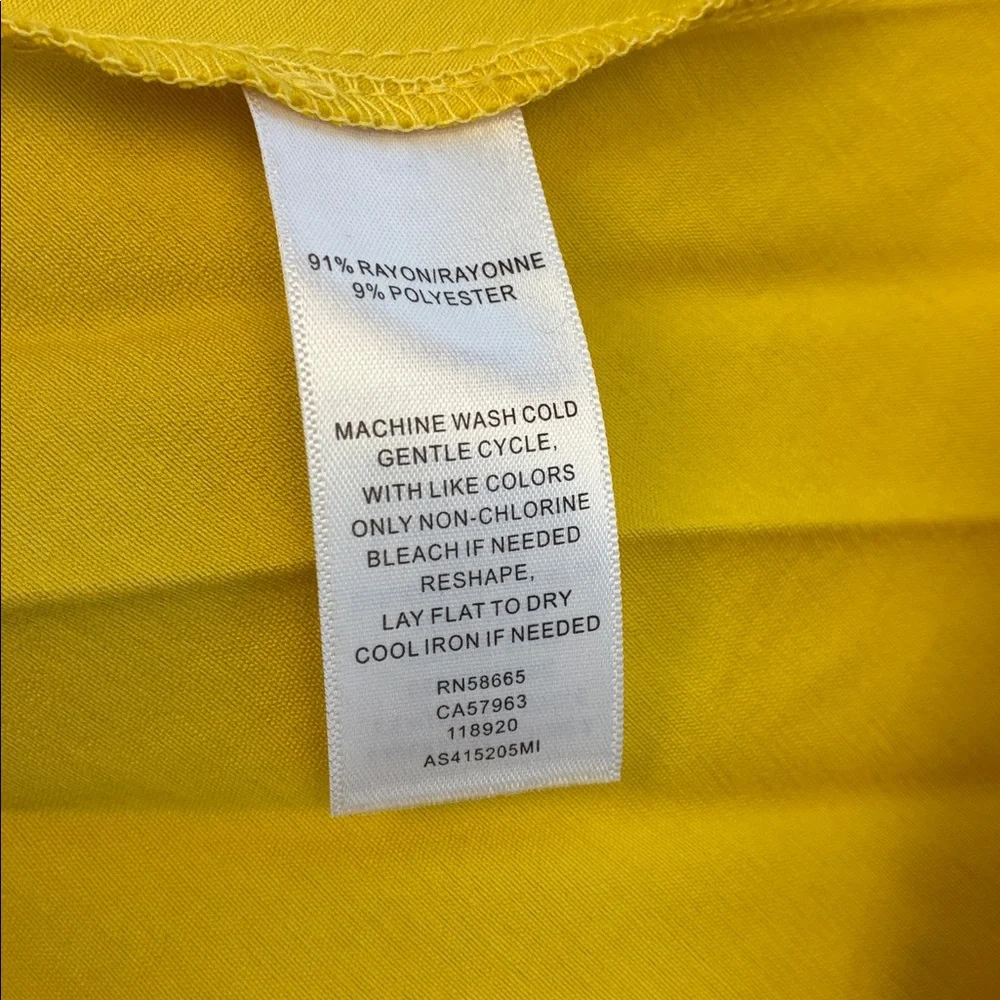 91% RAYON/RAYONNE
9% POLYESTER
MACHINE WASH COLD
GENTLE CYCLE,
WITH LIKE COLORS
ONLY NON-CHLORINE
BLEACH IF NEEDED
RESHAPE,
LAY FLAT TO DRY
COOL IRON IF NEEDED
RN58665
CA57963
118920
AS415205MI